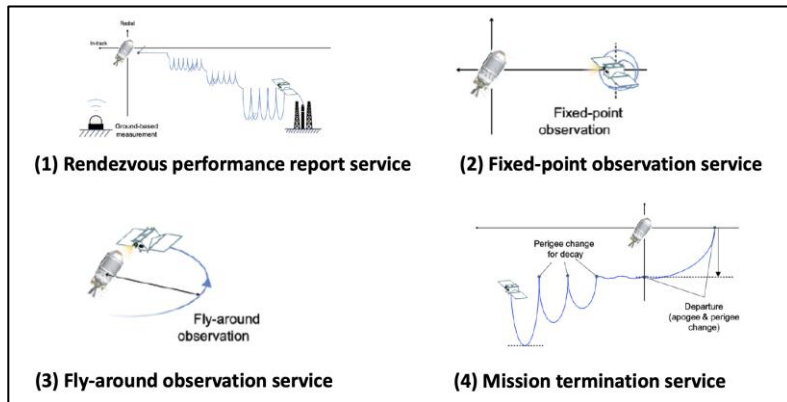 Radial
In-track
Ground-based
measurement
(1) Rendezvous performance report service
Fixed-point
observation
(2) Fixed-point observation service
Fly-around
observation
(3) Fly-around observation service
Perigee change
for decay
Departure
(apogee & perigee
change)
(4) Mission termination service